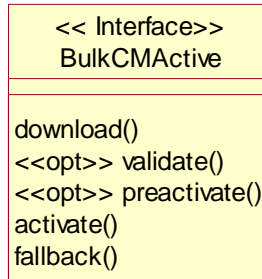 << Interface>>
BulkCMActive
download()
<<opt>> validate()
<<opt>> preactivate()
activate()
fallback()